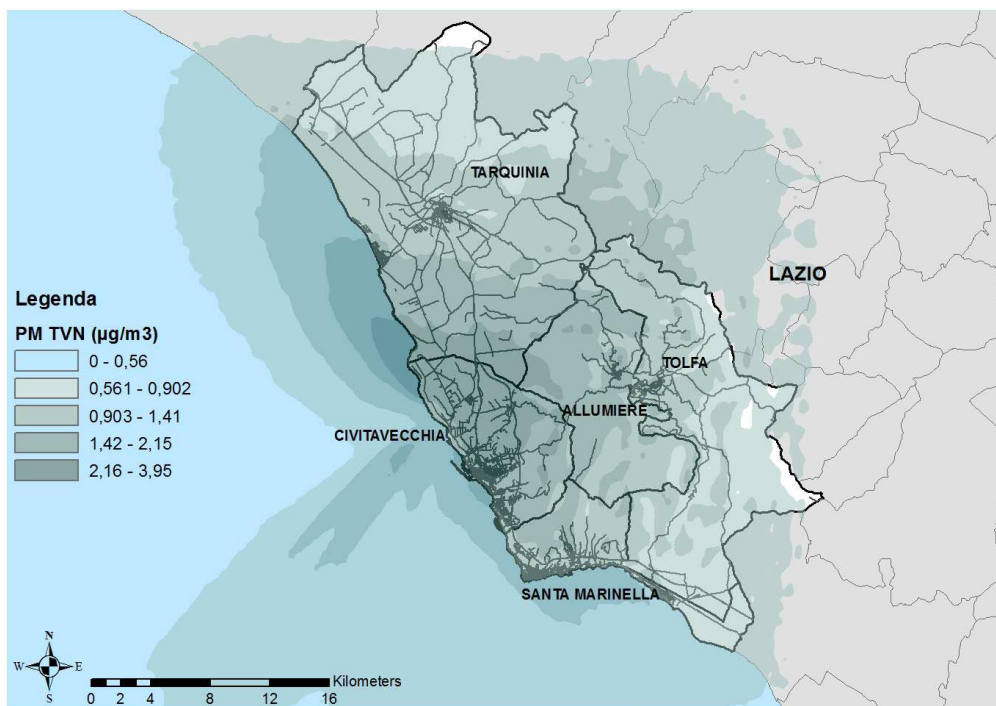 TARQUINIA
LAZIO
Legenda
PM TVN (µg/m3)
0 - 0,56
0,561 - 0,902
0,903 - 1,41
1,42 - 2,15
2,16 - 3,95
TOLFA
ALLUMIERE
CIVITAVECCHIA
SANTA MARINELLA
N
W E
S
Kilometers
0 2 4 8 12 16